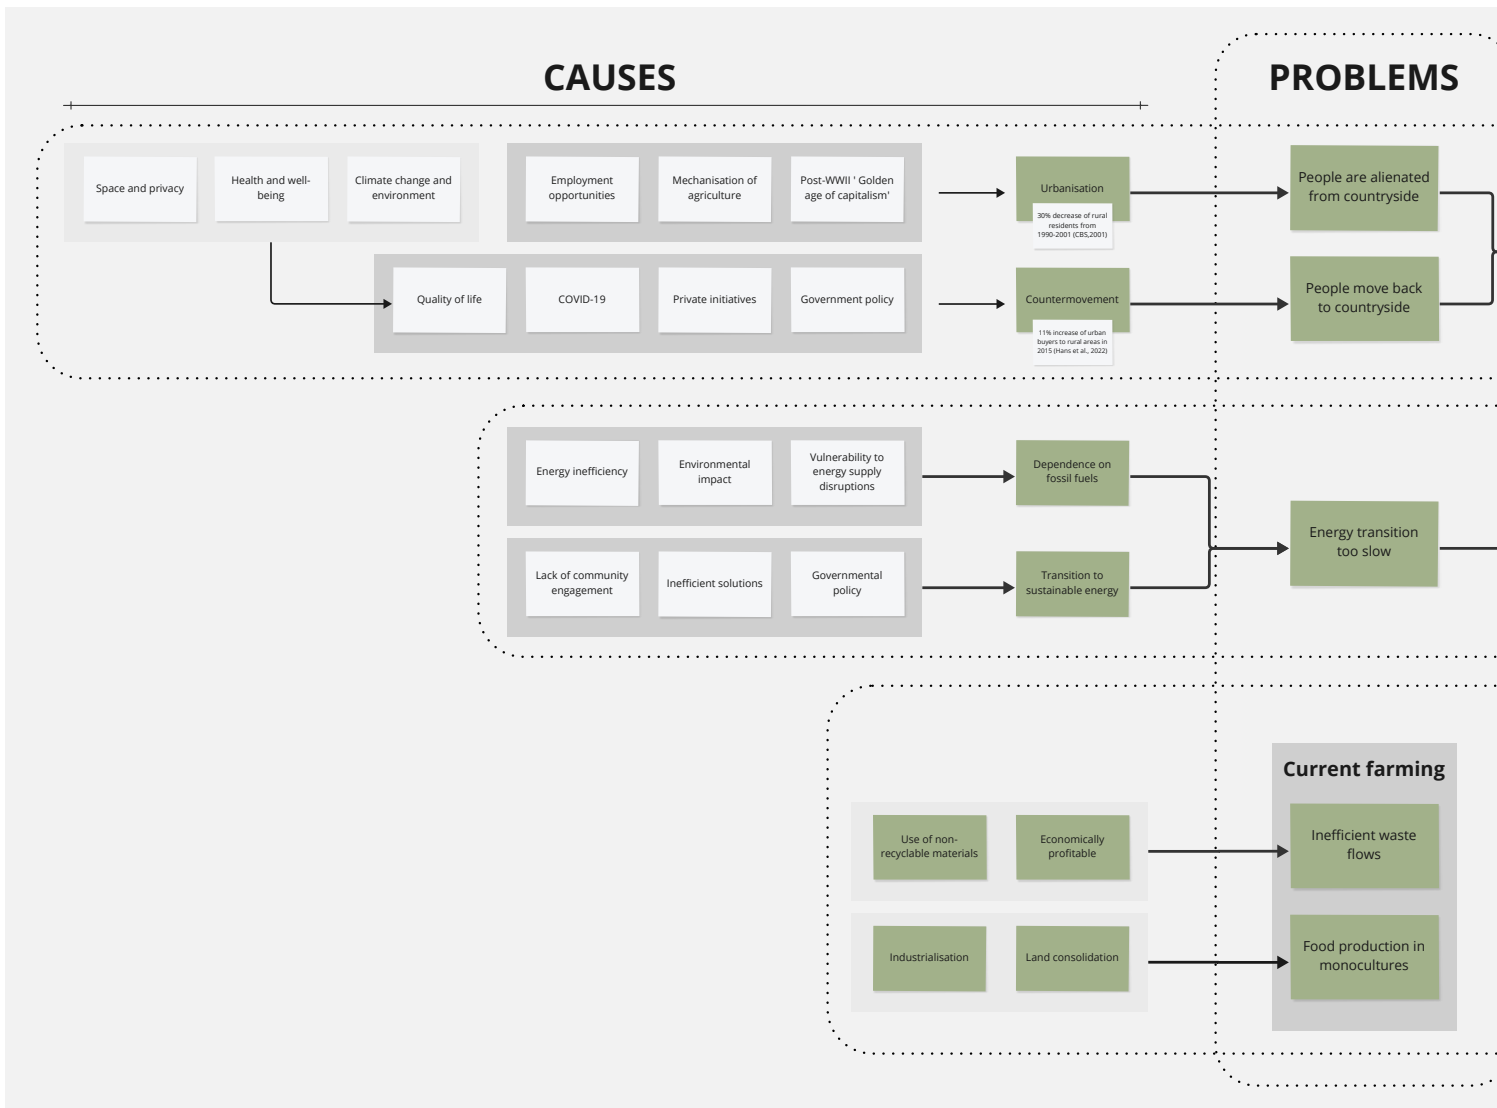 CAUSES
PROBLEMS
Space and privacy
Health and well-
being
Climate change and
environment
Employment
opportunities
Mechanisation of
agriculture
Post-WWII ' Golden
age of capitalism'
Urbanisation
30% decrease of rural
residents from
1990-2001 (CBS,2001)
People are alienated
from countryside
Quality of life
COVID-19
Private initiatives
Government policy
Countermovement
11% increase of urban
buyers to rural areas in
2015 (Hans et al., 2022)
People move back
to countryside
Energy inefficiency
Environmental
impact
Vulnerability to
energy supply
disruptions
Dependence on
fossil fuels
Lack of community
engagement
Inefficient solutions
Governmental
policy
Transition to
sustainable energy
Energy transition
too slow
Current farming
Use of non-
recyclable materials
Economically
profitable
Inefficient waste
flows
Industrialisation
Land consolidation
Food production in
monocultures